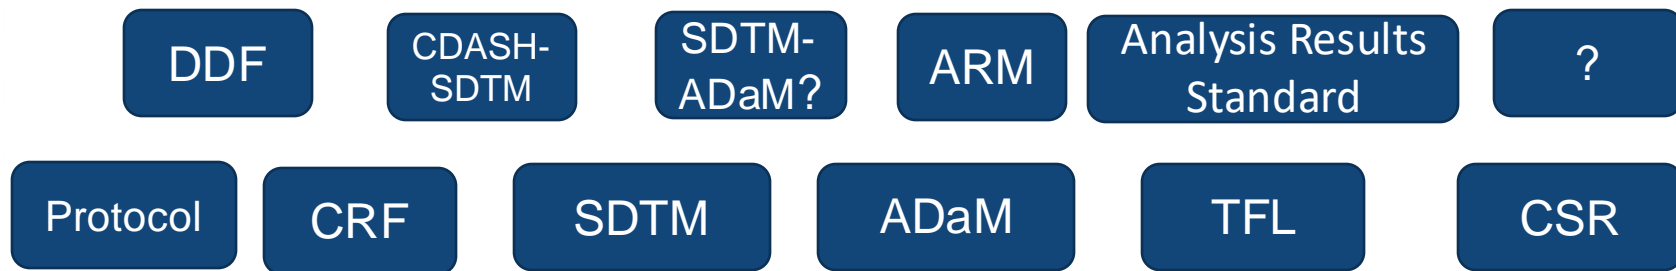 DDF
CDASH-
SDTM
SDTM-
ADaM?
ARM
Analysis Results
Standard
?
Protocol
CRF
SDTM
ADaM
TFL
CSR